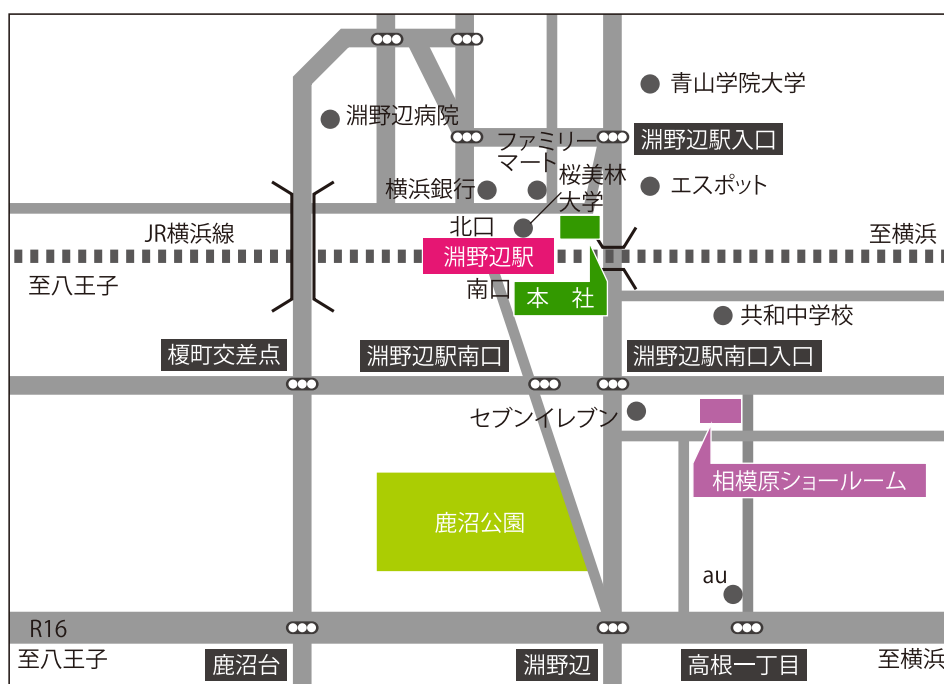 青山学院大学
淵野辺病院
ファミリー
マート
淵野辺駅入口
横浜銀行
桜美林
大学
エスポット
北口
JR横浜線
至横浜
淵野辺駅
至八王子
南口
本 社
共和中学校
榎町交差点
淵野辺駅南口
淵野辺駅南口入口
セブンイレブン
相模原ショールーム
鹿沼公園
au
R16
至八王子
鹿沼台
淵野辺
高根一丁目
至横浜